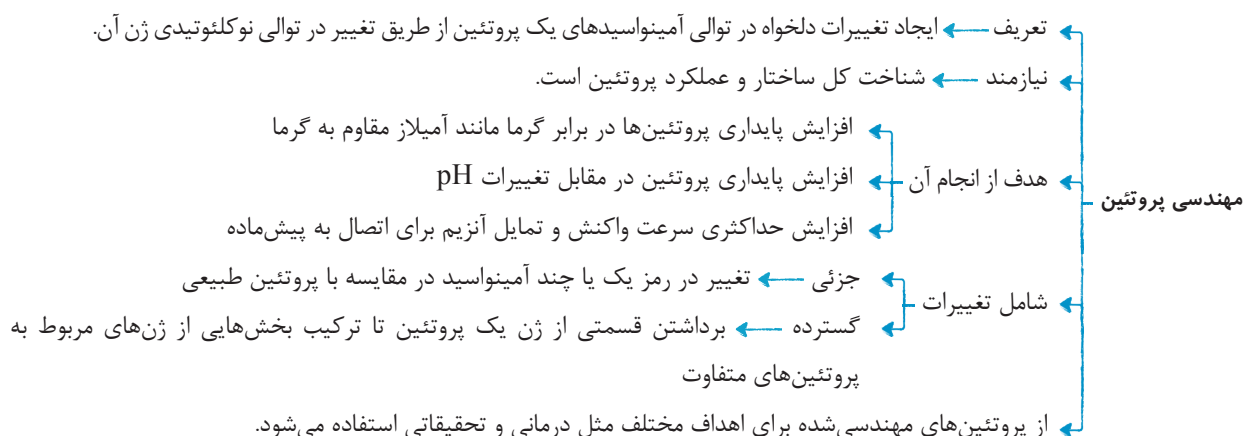 تعریف ایجاد تغییرات دلخواه در توالی آمینواسیدهای یک پروتئین از طریق تغییر در توالی نوکلئوتیدی ژن آن.
نیازمند شناخت کل ساختار و عملکرد پروتئین است.
افزایش پایداری پروتئین‌ها در برابر گرما مانند آمیلاز مقاوم به گرما
هدف از انجام آن افزایش پایداری پروتئین در مقابل تغییرات pH
مهندسی پروتئین
افزایش حداکثری سرعت واکنش و تمایل آنزیم برای اتصال به پیش‌ماده
جزئی تغییر در رمز یک یا چند آمینواسید در مقایسه با پروتئین طبیعی
شامل تغییرات
گسترده برداشتن قسمتی از ژن یک پروتئین تا ترکیب بخش‌هایی از ژن‌های مربوط به
پروتئین‌های متفاوت
از پروتئین‌های مهندسی‌شده برای اهداف مختلف مثل درمانی و تحقیقاتی استفاده می‌شود.